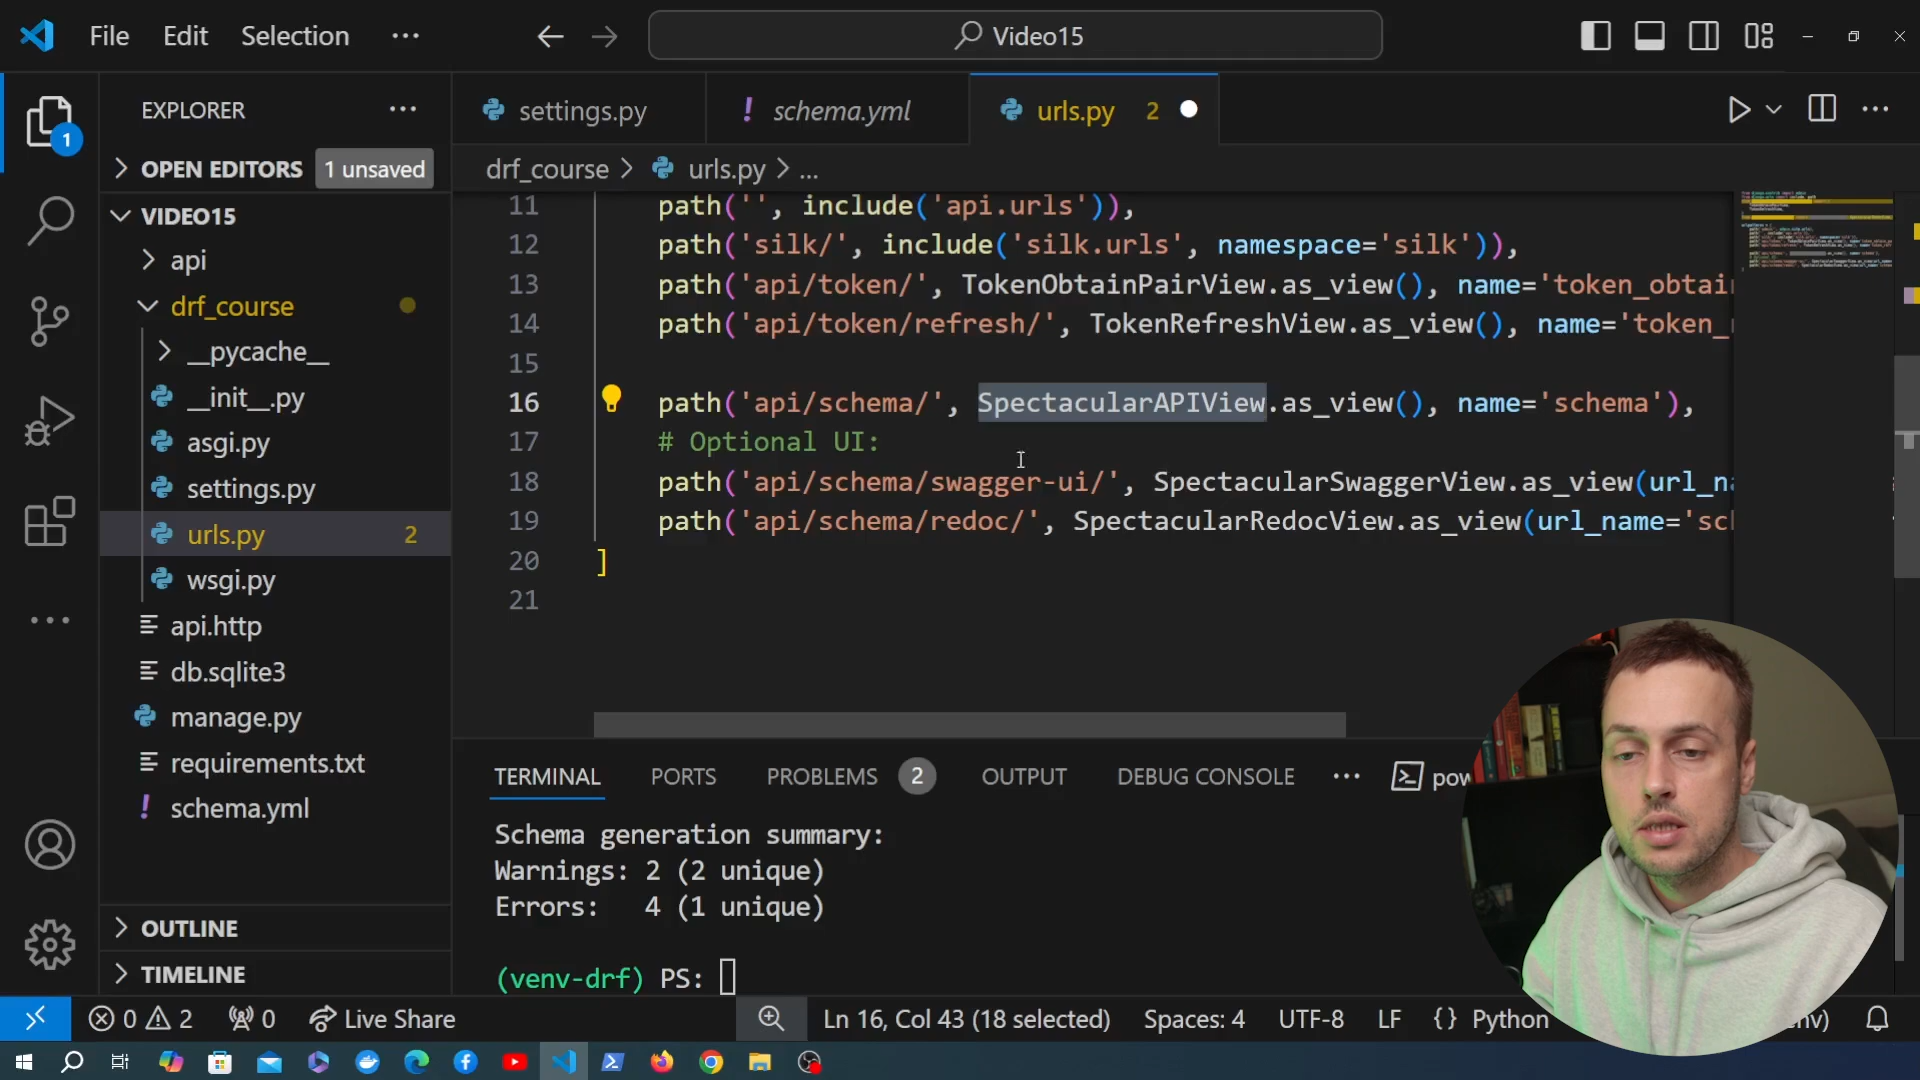 File Edit Selection ...
Video15
EXPLORER ...
OPEN EDITORS 1 unsaved
VIDEO15
api
drf_course
__pycache__
__init__.py
asgi.py
settings.py
urls.py 2
wsgi.py
api.http
db.sqlite3
manage.py
requirements.txt
schema.yml
OUTLINE
TIMELINE
1
settings.py ! schema.yml urls.py 2
drf_course > urls.py > ...
11 path('', include('api.urls')),
12 path('silk/', include('silk.urls', namespace='silk')),
13 path('api/token/', TokenObtainPairView.as_view(), name='token_obtai
14 path('api/token/refresh/', TokenRefreshView.as_view(), name='token_
15
16 path('api/schema/', SpectacularAPIView.as_view(), name='schema'),
17 # Optional UI:
18 path('api/schema/swagger-ui/', SpectacularSwaggerView.as_view(url_n
19 path('api/schema/redoc/', SpectacularRedocView.as_view(url_name='sc
20 ]
21
TERMINAL PORTS PROBLEMS 2 OUTPUT DEBUG CONSOLE ...
Schema generation summary:
Warnings: 2 (2 unique)
Errors: 4 (1 unique)
(venv-drf) PS:
0 2 0 Live Share Ln 16, Col 43 (18 selected) Spaces: 4 UTF-8 LF {} Python